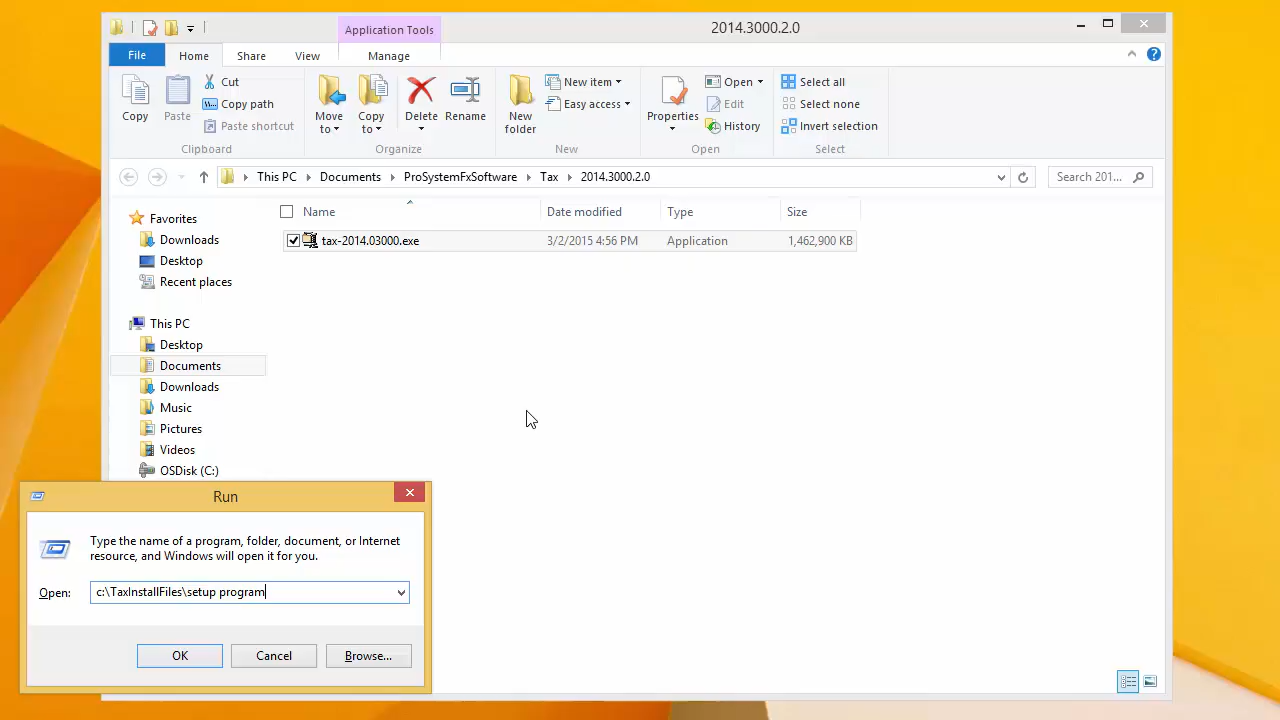 Application Tools
2014.3000.2.0
File
Home
Share
View
Manage
Copy
Paste
Cut
Copy path
Paste shortcut
Clipboard
Move to
Copy to
Delete
Rename
Organize
New folder
New item
Easy access
New
Properties
Open
Edit
History
Open
Select all
Select none
Invert selection
Select
This PC
Documents
ProSystemFxSoftware
Tax
2014.3000.2.0
Search 201...
Name
Date modified
Type
Size
tax-2014.03000.exe
3/2/2015 4:56 PM
Application
1,462,900 KB
Favorites
Downloads
Desktop
Recent places
This PC
Desktop
Documents
Downloads
Music
Pictures
Videos
OSDisk (C:)
Run
Type the name of a program, folder, document, or Internet
resource, and Windows will open it for you.
Open:
c:\TaxInstallFiles\setup program
OK
Cancel
Browse...